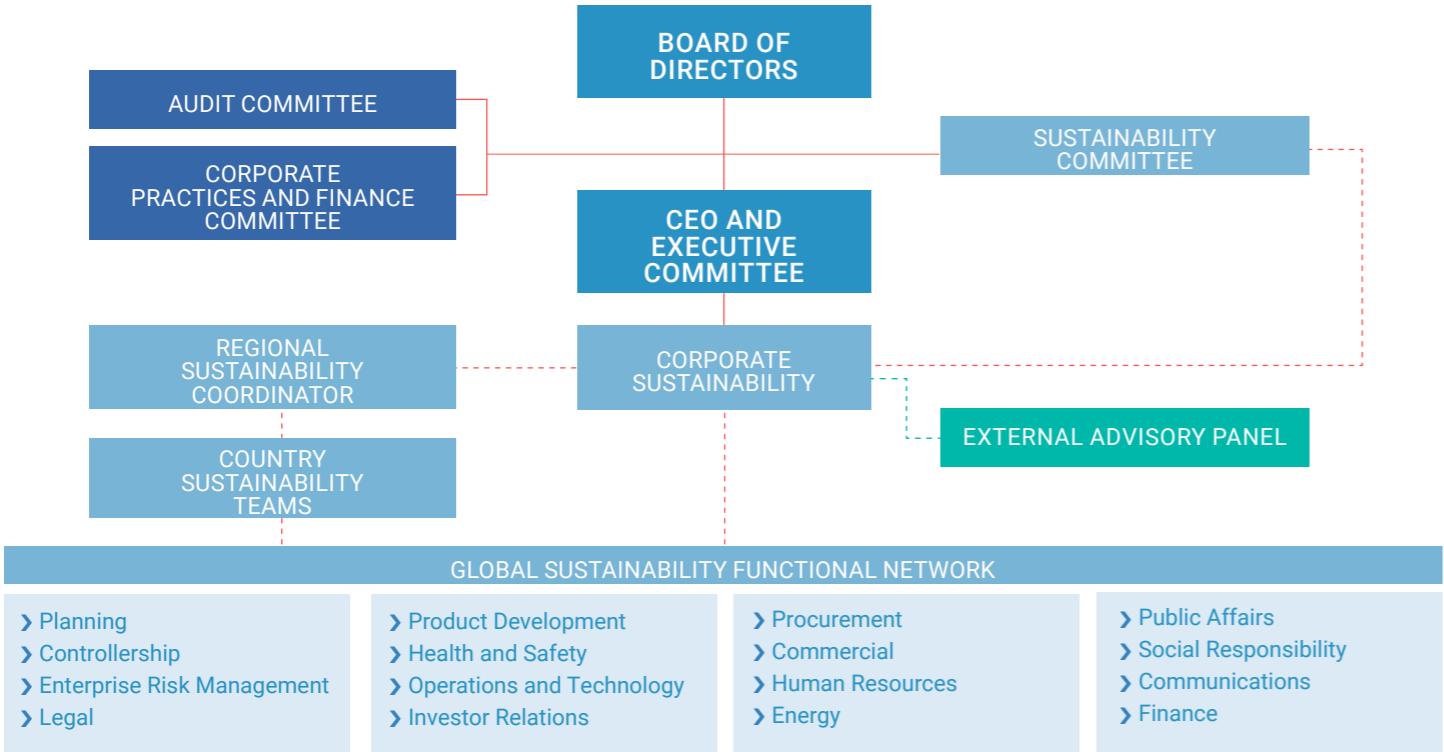 BOARD OF
DIRECTORS
AUDIT COMMITTEE
CORPORATE
PRACTICES AND FINANCE
COMMITTEE
SUSTAINABILITY
COMMITTEE
CEO AND
EXECUTIVE
COMMITTEE
REGIONAL
SUSTAINABILITY
COORDINATOR
CORPORATE
SUSTAINABILITY
EXTERNAL ADVISORY PANEL
COUNTRY
SUSTAINABILITY
TEAMS
GLOBAL SUSTAINABILITY FUNCTIONAL NETWORK
❯ Planning
❯ Controllership
❯ Enterprise Risk Management
❯ Legal
❯ Product Development
❯ Health and Safety
❯ Operations and Technology
❯ Investor Relations
❯ Procurement
❯ Commercial
❯ Human Resources
❯ Energy
❯ Public Affairs
❯ Social Responsibility
❯ Communications
❯ Finance